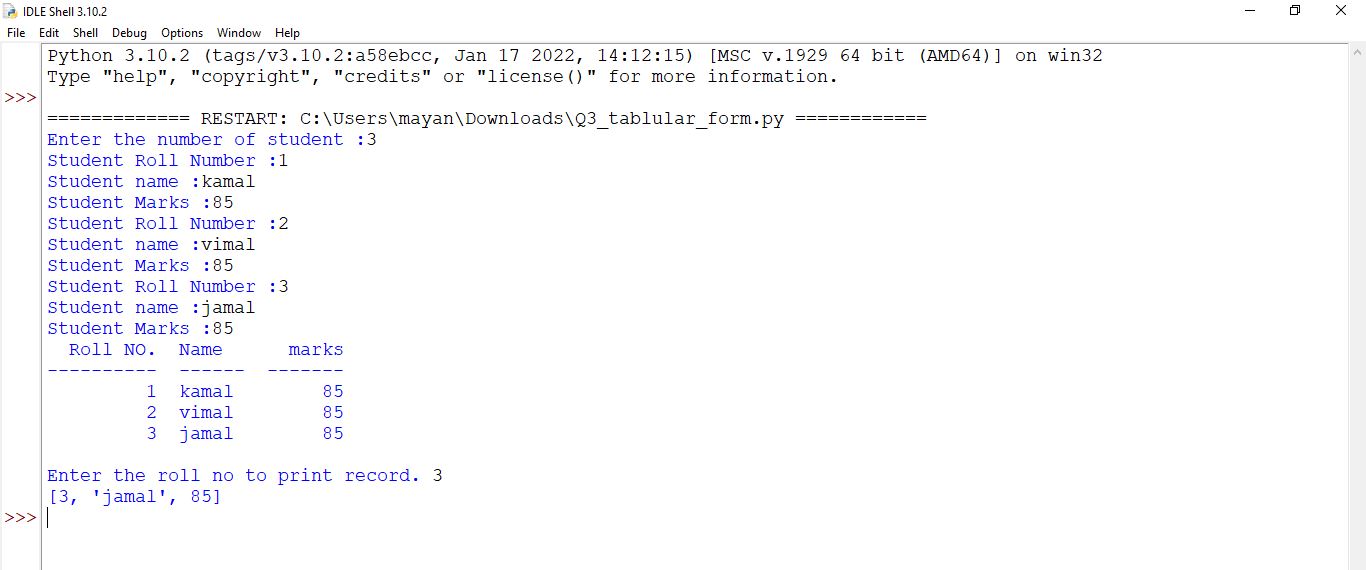 IDLE Shell 3.10.2
File Edit Shell Debug Options Window Help
Python 3.10.2 (tags/v3.10.2:a58ebcc, Jan 17 2022, 14:12:15) [MSC v.1929 64 bit (AMD64)] on win32
Type "help", "copyright", "credits" or "license()" for more information.
>>>
============= RESTART: C:\Users\mayan\Downloads\Q3_tablular_form.py ============
Enter the number of student :3
Student Roll Number :1
Student name :kamal
Student Marks :85
Student Roll Number :2
Student name :vimal
Student Marks :85
Student Roll Number :3
Student name :jamal
Student Marks :85
  Roll NO.  Name      marks
----------  ------  -------
         1  kamal        85
         2  vimal        85
         3  jamal        85
Enter the roll no to print record. 3
[3, 'jamal', 85]
>>>